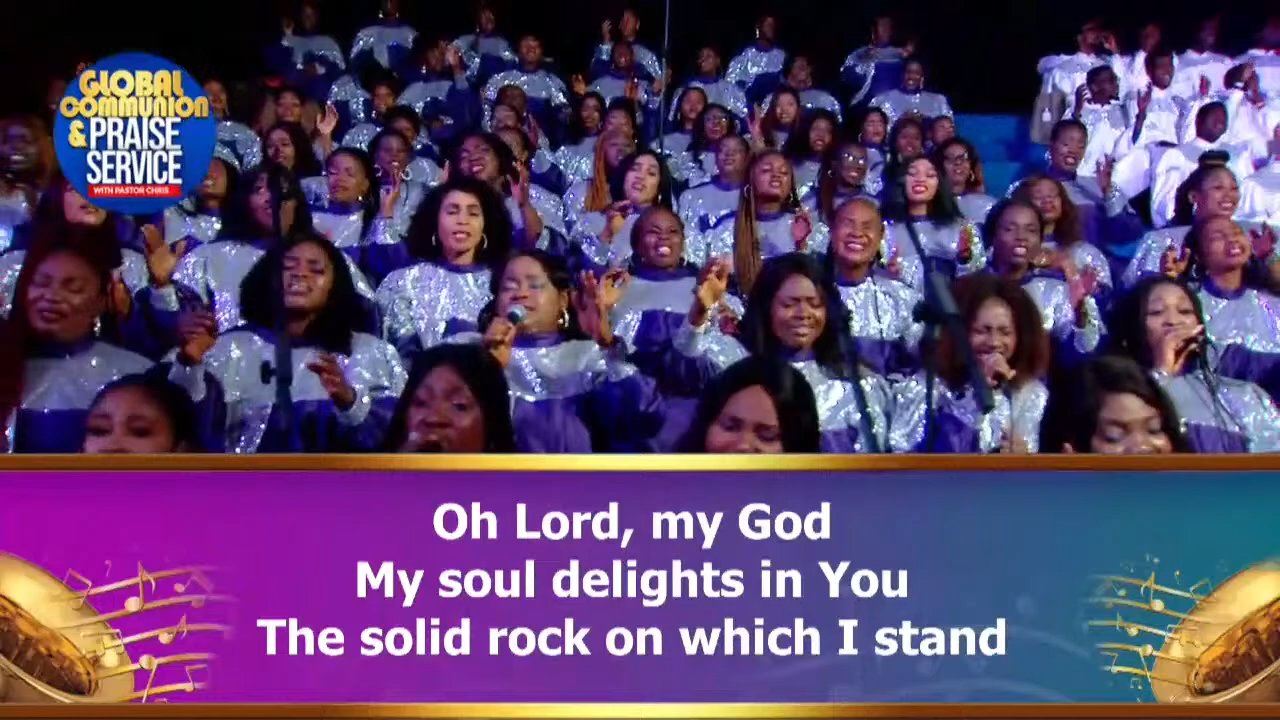 GLOBAL
COMMUNION
& PRAISE
SERVICE
WITH PASTOR CHRIS
Oh Lord, my God
My soul delights in You
The solid rock on which I stand